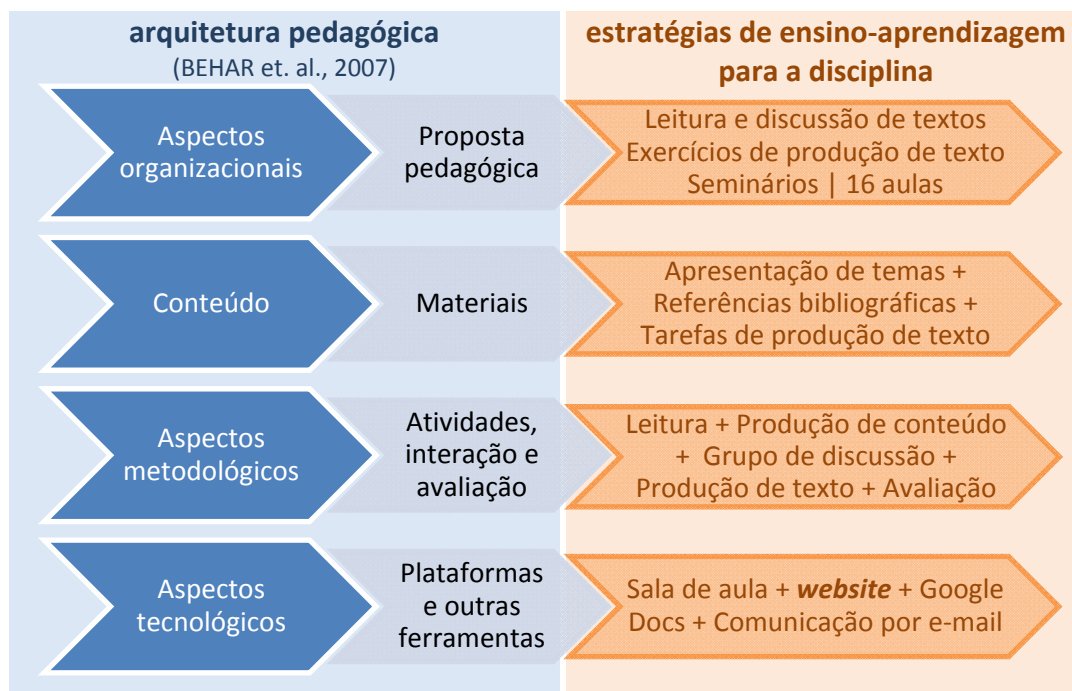 arquitetura pedagógica
(BEHAR et. al., 2007)
estratégias de ensino-aprendizagem
para a disciplina
Aspectos
organizacionais
Proposta
pedagógica
Leitura e discussão de textos
Exercícios de produção de texto
Seminários | 16 aulas
Conteúdo
Materiais
Apresentação de temas +
Referências bibliográficas +
Tarefas de produção de texto
Aspectos
metodológicos
Atividades,
interação e
avaliação
Leitura + Produção de conteúdo
+ Grupo de discussão +
Produção de texto + Avaliação
Aspectos
tecnológicos
Plataformas
e outras
ferramentas
Sala de aula + website + Google
Docs + Comunicação por e-mail